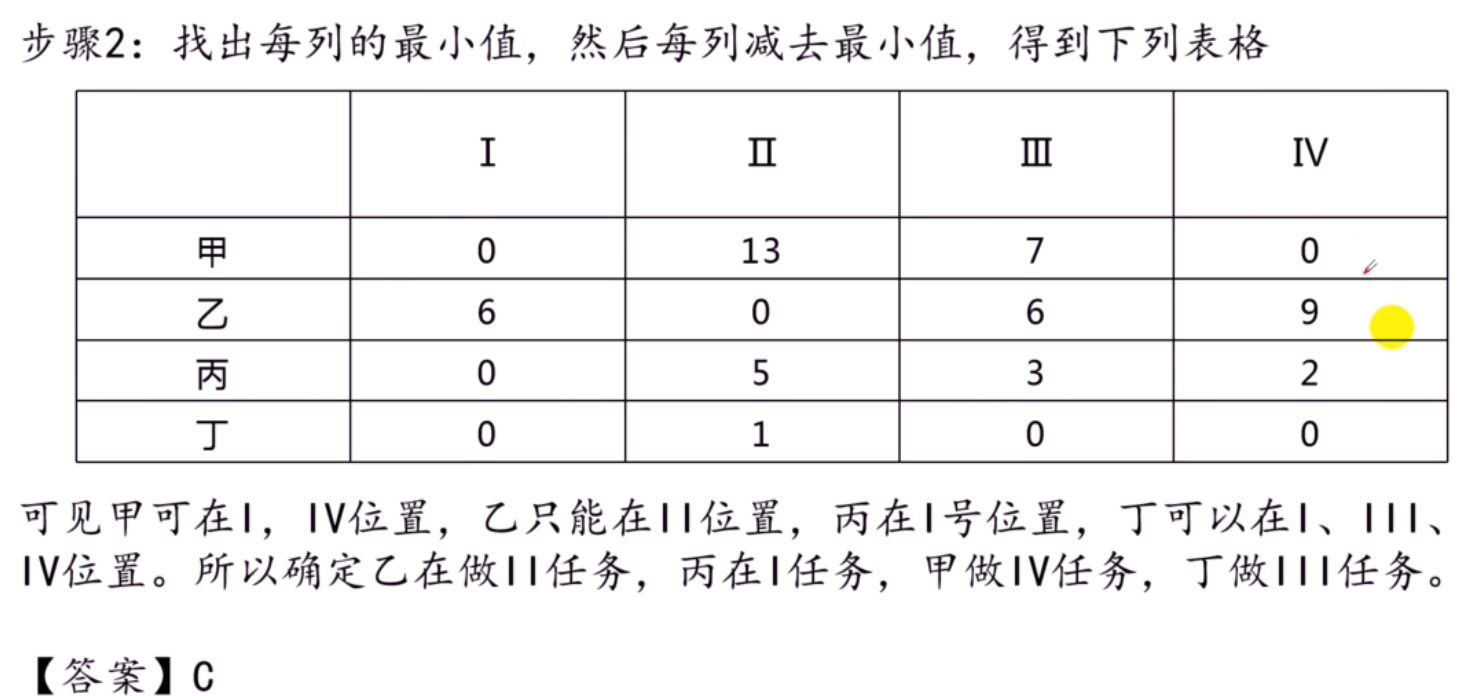 步骤2：找出每列的最小值，然后每列减去最小值，得到下列表格
I II III IV
甲 0 13 7 0
乙 6 0 6 9
丙 0 5 3 2
丁 0 1 0 0
可见甲可在I，IV位置，乙只能在II位置，丙在I号位置，丁可以在I、III、
IV位置。所以确定乙在做II任务，丙在I任务，甲做IV任务，丁做III任务。
【答案】C